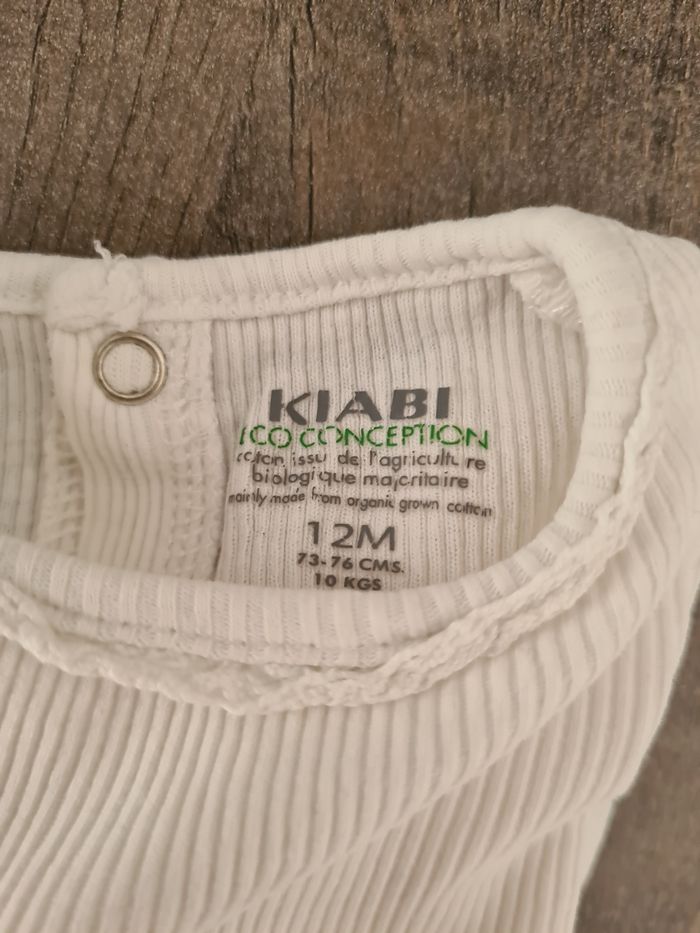 KIABI
ECO CONCEPTION
coton issu de l'agriculture
biologique majoritaire
mainly made from organic grown cotton
12M
73-76 CMS.
10 KGS